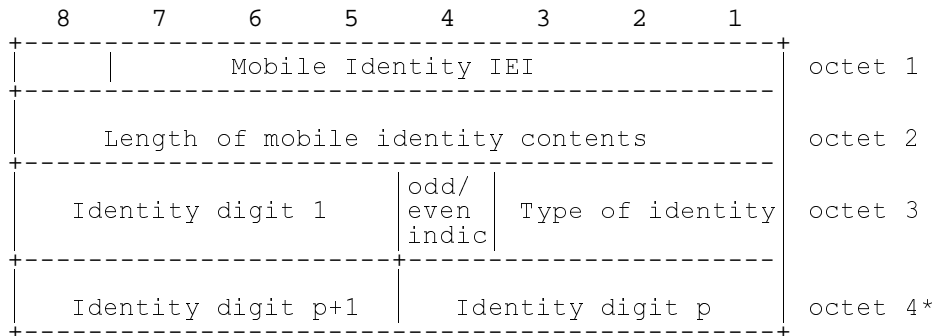 8 7 6 5 4 3 2 1
Mobile Identity IEI octet 1
Length of mobile identity contents octet 2
odd/
Identity digit 1 even Type of identity octet 3
indic
Identity digit p+1 Identity digit p octet 4*